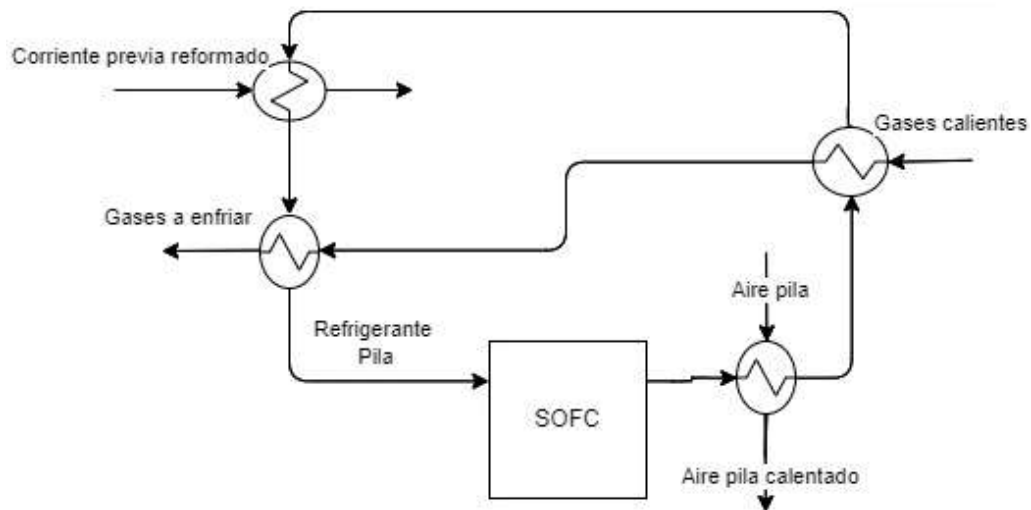 Corriente previa reformado
Gases calientes
Gases a enfriar
Aire pila
Refrigerante
Pila
SOFC
Aire pila calentado